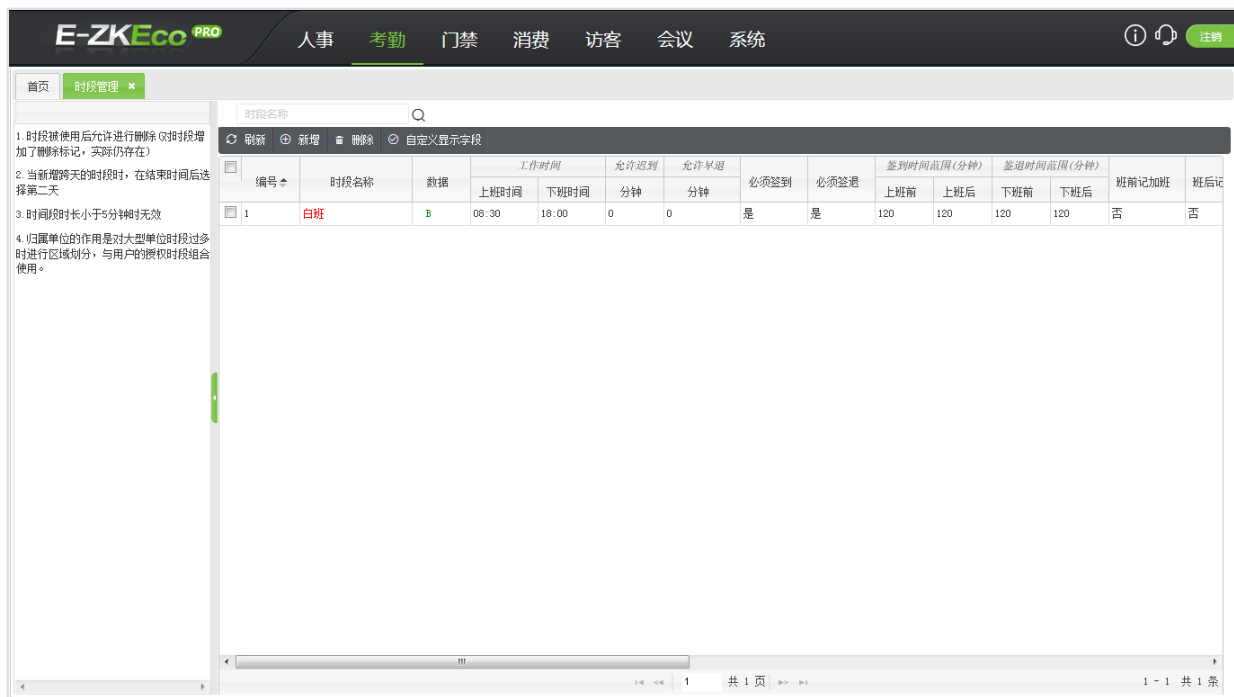 E-ZKEco PRO
人事 考勤 门禁 消费 访客 会议 系统
注销
首页 时段管理 ×
时段名称
1.时段被使用后允许进行删除(对时段增
加了删除标记，实际仍存在)
2.当新增跨天的时段时，在结束时间后选
择第二天
3.时间段时长小于5分钟时无效
4.归属单位的作用是对大型单位时段过多
时进行区域划分，与用户的授权时段组合
使用。
刷新 新增 删除 自定义显示字段
工作时间 允许迟到 允许早退 签到时间范围(分钟) 签退时间范围(分钟)
编号 时段名称 数据 必须签到 必须签退 班前记加班 班后记
上班时间 下班时间 分钟 分钟 上班前 上班后 下班前 下班后
1 白班 B 08:30 18:00 0 0 是 是 120 120 120 120 否 否
1 共 1 页
1 - 1 共 1 条